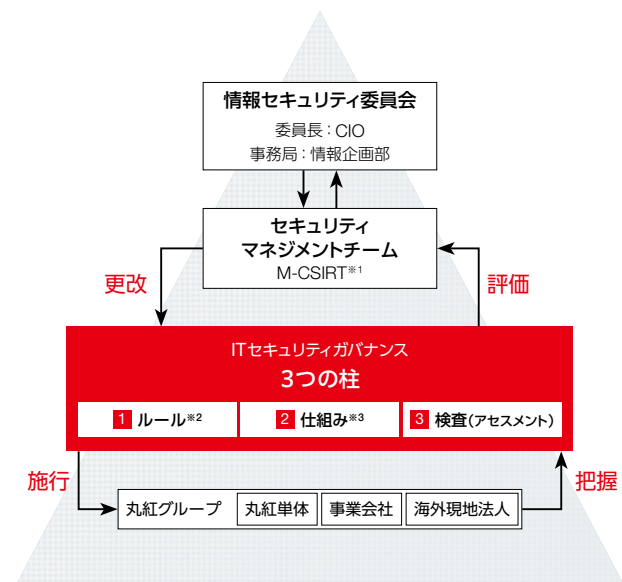 情報セキュリティ委員会
委員長：CIO
事務局：情報企画部
セキュリティ
マネジメントチーム
M-CSIRT※1
更改
評価
ITセキュリティガバナンス
3つの柱
1 ルール※2
2 仕組み※3
3 検査(アセスメント)
施行
把握
丸紅グループ
丸紅単体
事業会社
海外現地法人